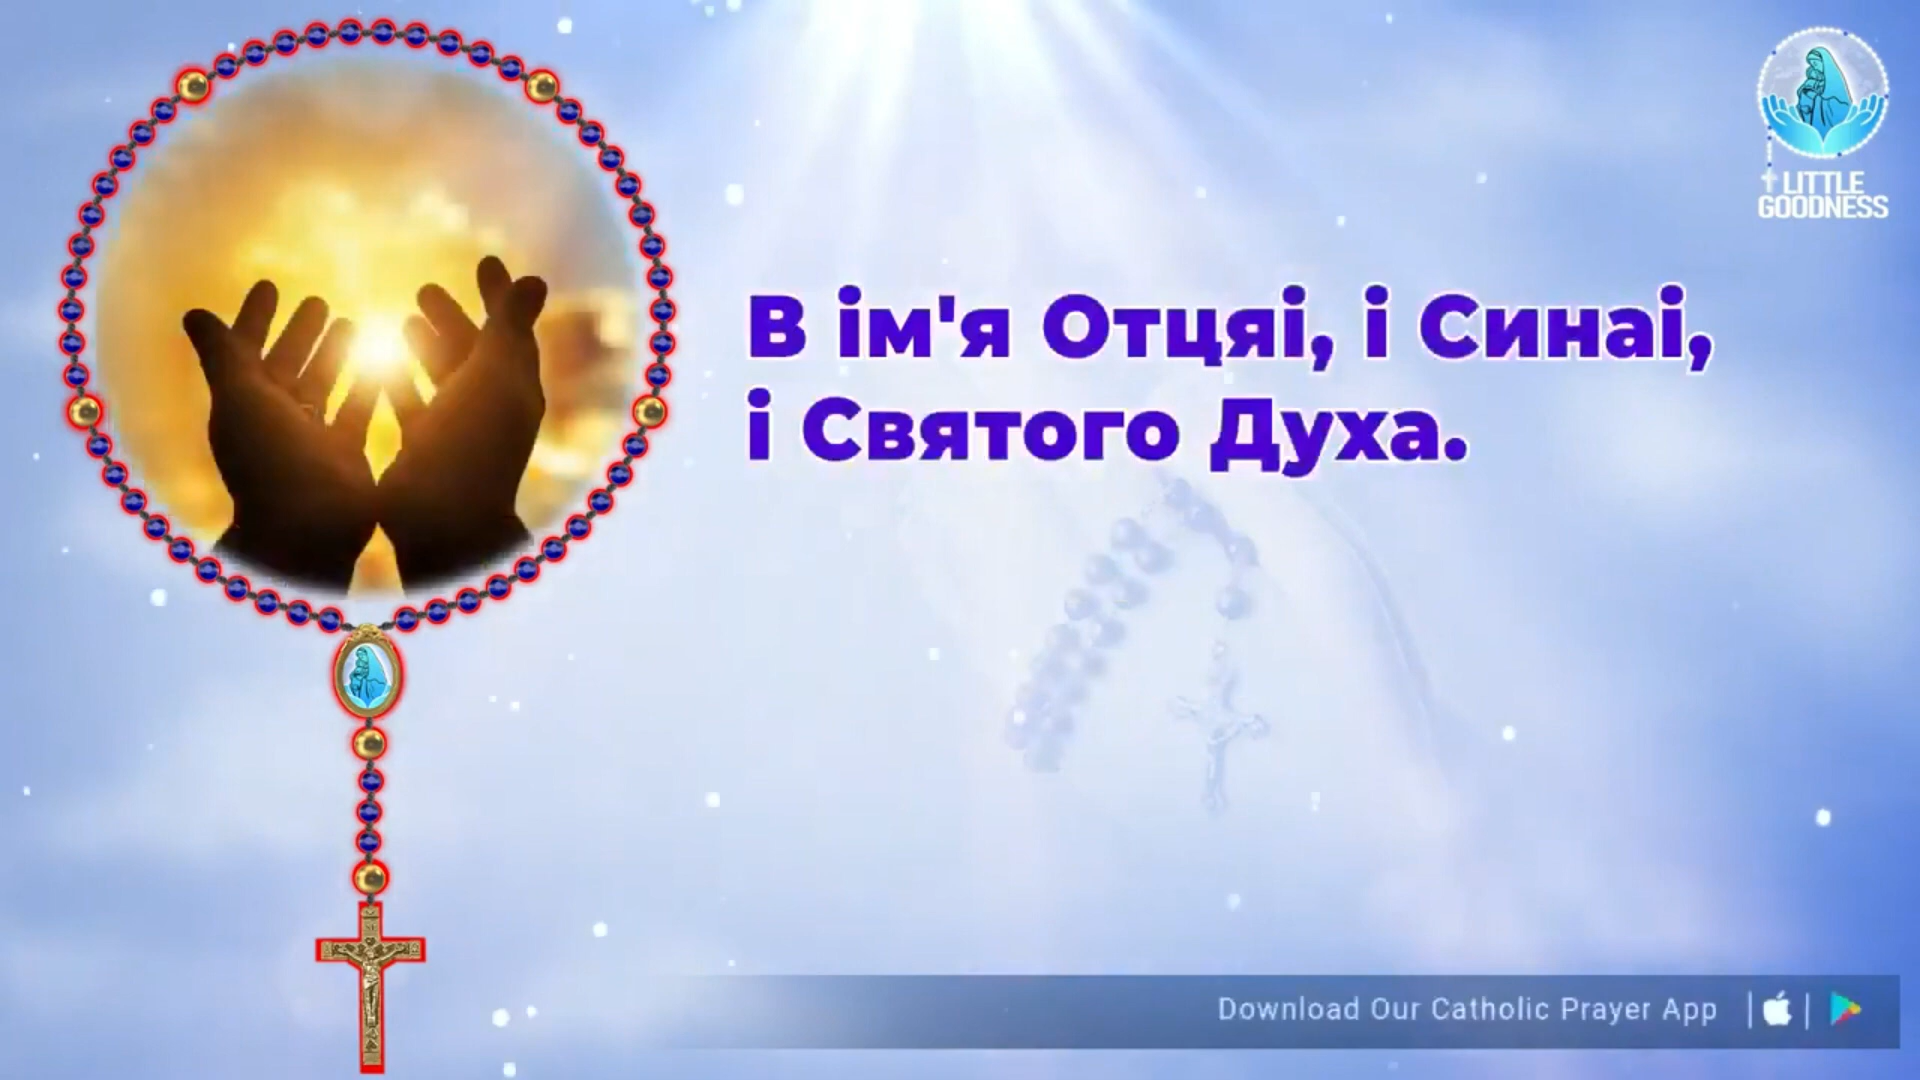 LITTLE
GOODNESS
В ім'я Отцяі, і Синаі,
і Святого Духа.
Download Our Catholic Prayer App